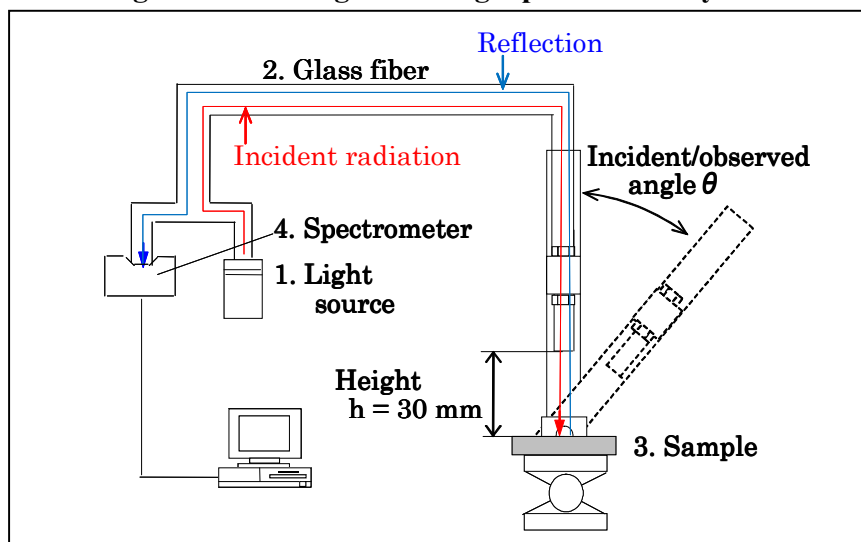 Reflection
2. Glass fiber
Incident radiation
Incident/observed
angle θ
4. Spectrometer
1. Light
source
Height
h = 30 mm
3. Sample